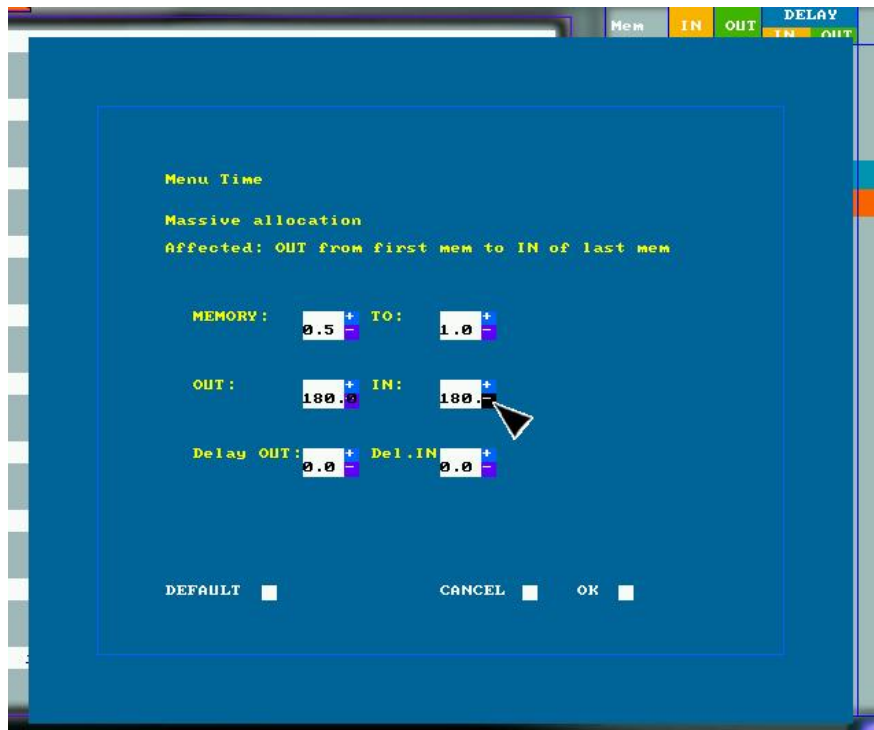 Mem IN OUT DELAY
IN OUT
Menu Time
Massive allocation
Affected: OUT from first mem to IN of last mem
MEMORY: 0.5 + - TO: 1.0 + -
OUT: 180.0 + IN: 180. + -
Delay OUT: 0.0 + - Del.IN 0.0 + -
DEFAULT CANCEL OK